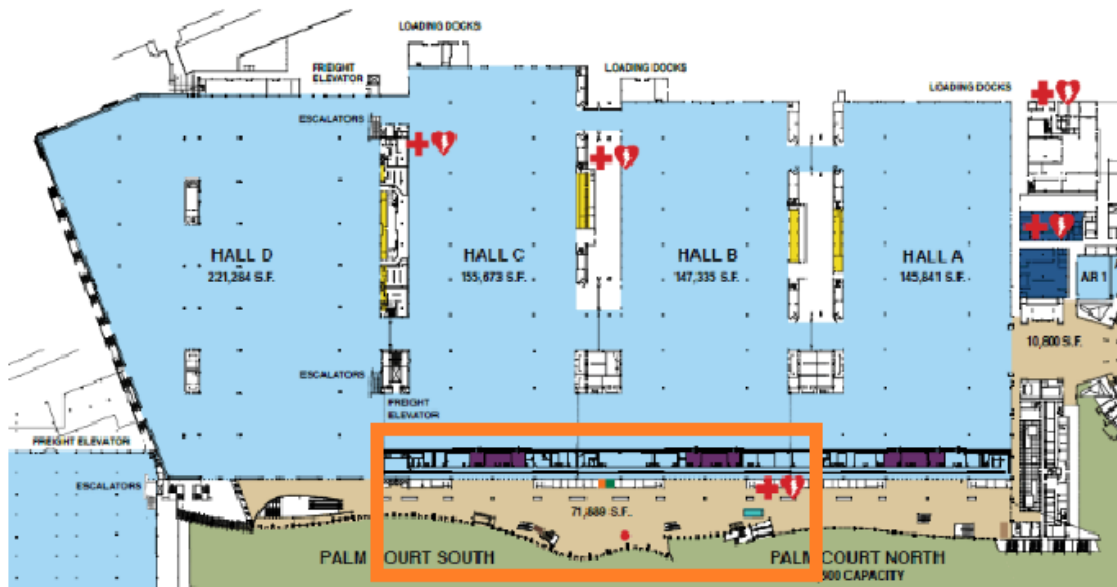 LOADING DOCKS
FREIGHT
ELEVATOR
LOADING DOCKS
LOADING DOCKS
ESCALATORS
HALL D
221,284 S.F.
HALL C
155,673 S.F.
HALL B
147,335 S.F.
HALL A
145,841 S.F.
AR 1
10,800 S.F.
ESCALATORS
FREIGHT
ELEVATOR
FREIGHT ELEVATOR
ESCALATORS
71,889 S.F.
PALM COURT SOUTH
PALM COURT NORTH
500 CAPACITY